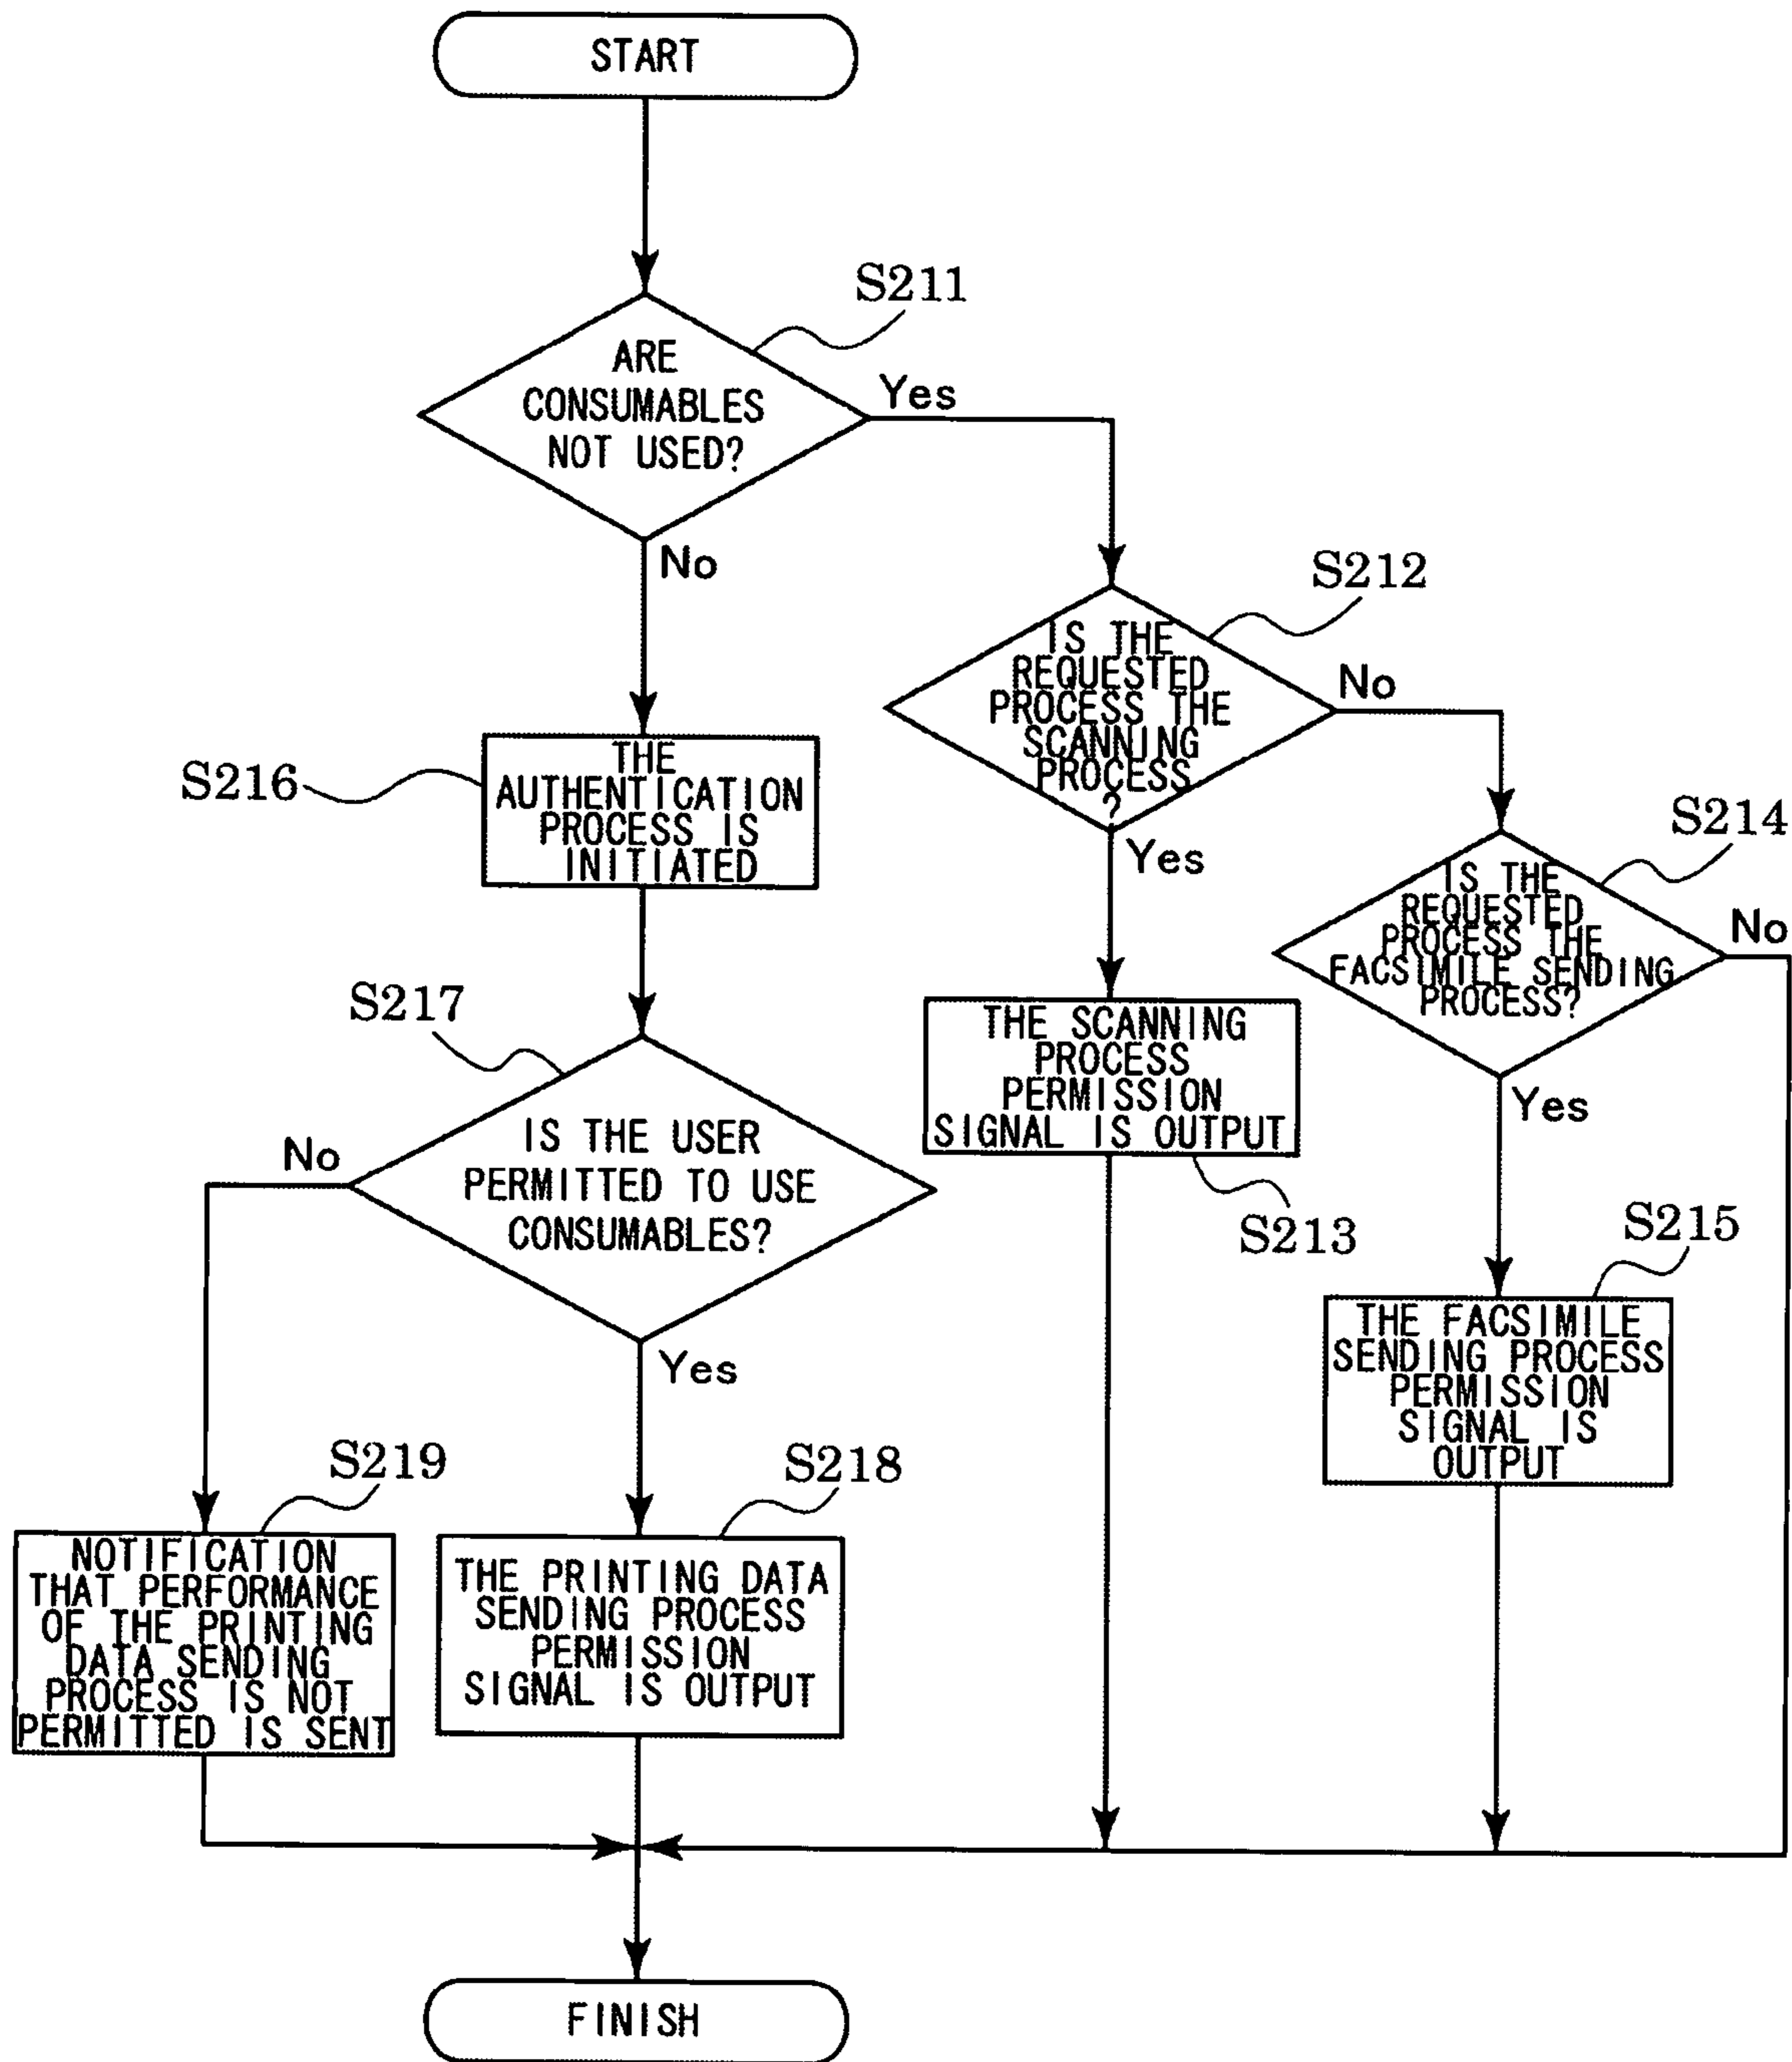 START
S211
ARE
CONSUMABLES
NOT USED?
Yes
No
S212
IS THE
REQUESTED
PROCESS THE
SCANNING
PROCESS
?
No
Yes
S216
THE
AUTHENTICATION
PROCESS IS
INITIATED
S214
IS THE
REQUESTED
PROCESS THE
FACSIMILE SENDING
PROCESS?
No
Yes
S217
IS THE USER
PERMITTED TO USE
CONSUMABLES?
No
Yes
THE SCANNING
PROCESS
PERMISSION
SIGNAL IS OUTPUT
S213
S215
THE FACSIMILE
SENDING PROCESS
PERMISSION
SIGNAL IS
OUTPUT
S219
NOTIFICATION
THAT PERFORMANCE
OF THE PRINTING
DATA SENDING
PROCESS IS NOT
PERMITTED IS SENT
S218
THE PRINTING DATA
SENDING PROCESS
PERMISSION
SIGNAL IS OUTPUT
FINISH